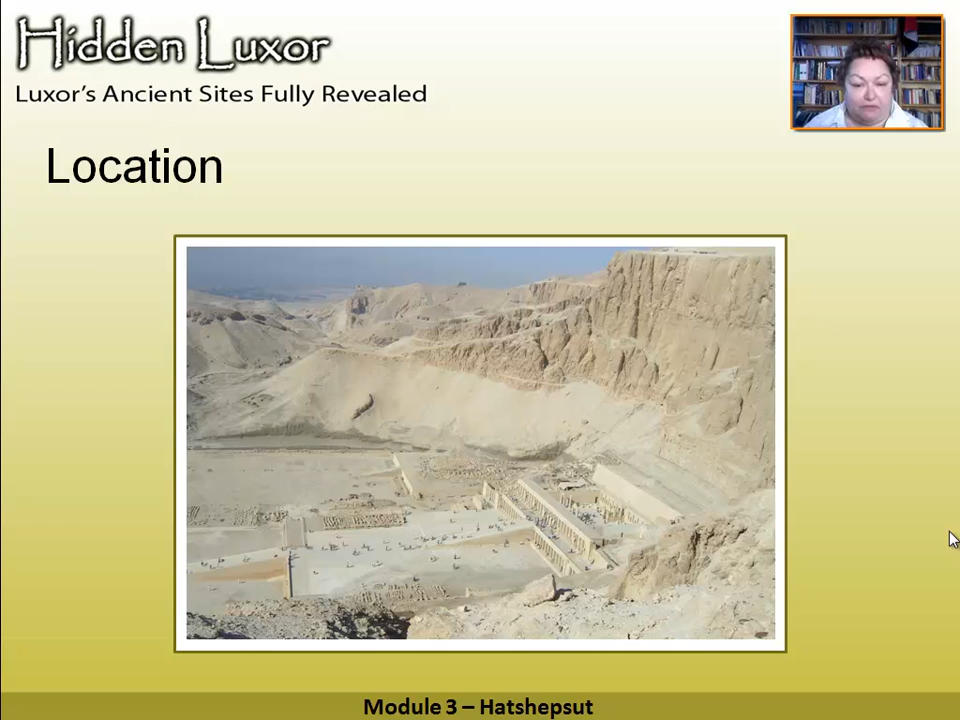 Hidden Luxor
Luxor's Ancient Sites Fully Revealed
Location
Module 3 – Hatshepsut